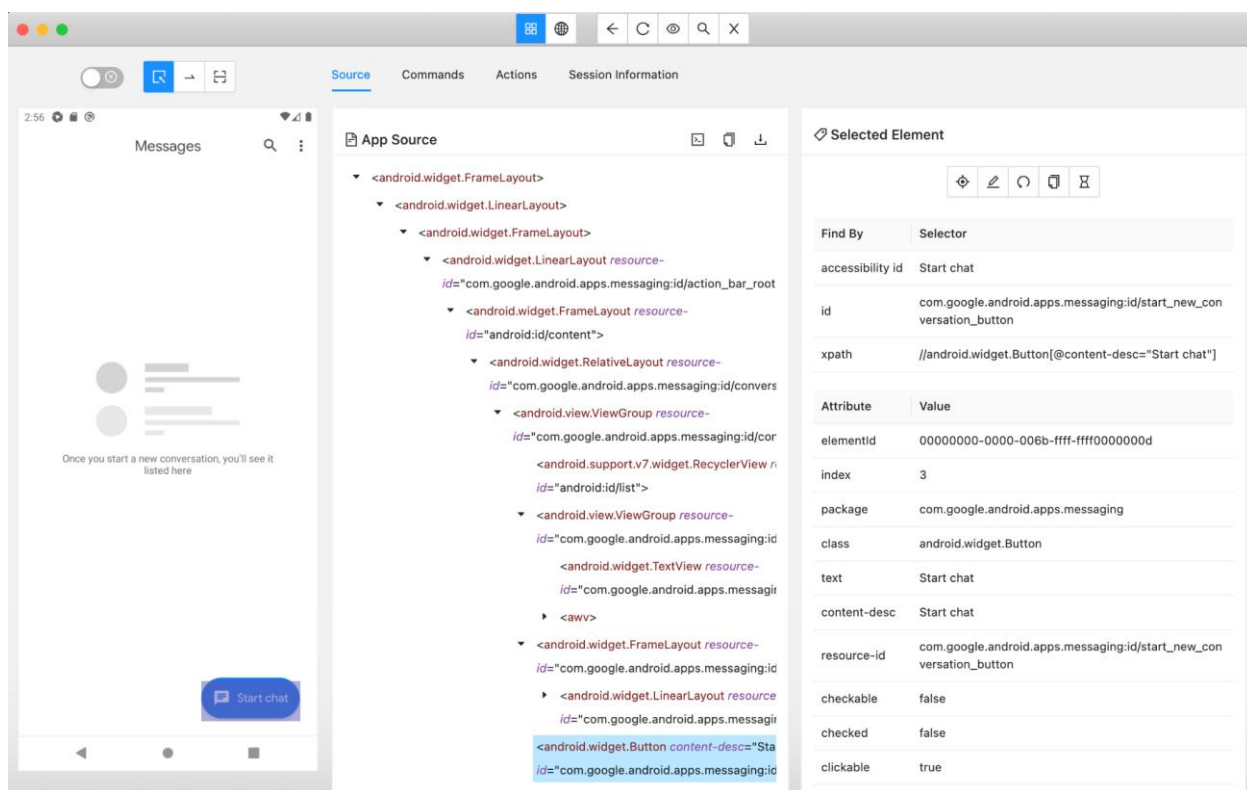 Source Commands Actions Session Information
2:56
Messages
Once you start a new conversation, you'll see it
listed here
Start chat
App Source
<android.widget.FrameLayout>
<android.widget.LinearLayout>
<android.widget.FrameLayout>
<android.widget.LinearLayout resource-
id="com.google.android.apps.messaging:id/action_bar_root
<android.widget.FrameLayout resource-
id="android:id/content">
<android.widget.RelativeLayout resource-
id="com.google.android.apps.messaging:id/convers
<android.view.ViewGroup resource-
id="com.google.android.apps.messaging:id/cor
<android.support.v7.widget.RecyclerView r
id="android:id/list">
<android.view.ViewGroup resource-
id="com.google.android.apps.messaging:id
<android.widget.TextView resource-
id="com.google.android.apps.messagir
<awv>
<android.widget.FrameLayout resource-
id="com.google.android.apps.messaging:id
<android.widget.LinearLayout resource
id="com.google.android.apps.messagir
<android.widget.Button content-desc="Sta
id="com.google.android.apps.messaging:id
Selected Element
Find By Selector
accessibility id Start chat
id com.google.android.apps.messaging:id/start_new_con
versation_button
xpath //android.widget.Button[@content-desc="Start chat"]
Attribute Value
elementId 00000000-0000-006b-ffff-ffff0000000d
index 3
package com.google.android.apps.messaging
class android.widget.Button
text Start chat
content-desc Start chat
resource-id com.google.android.apps.messaging:id/start_new_con
versation_button
checkable false
checked false
clickable true